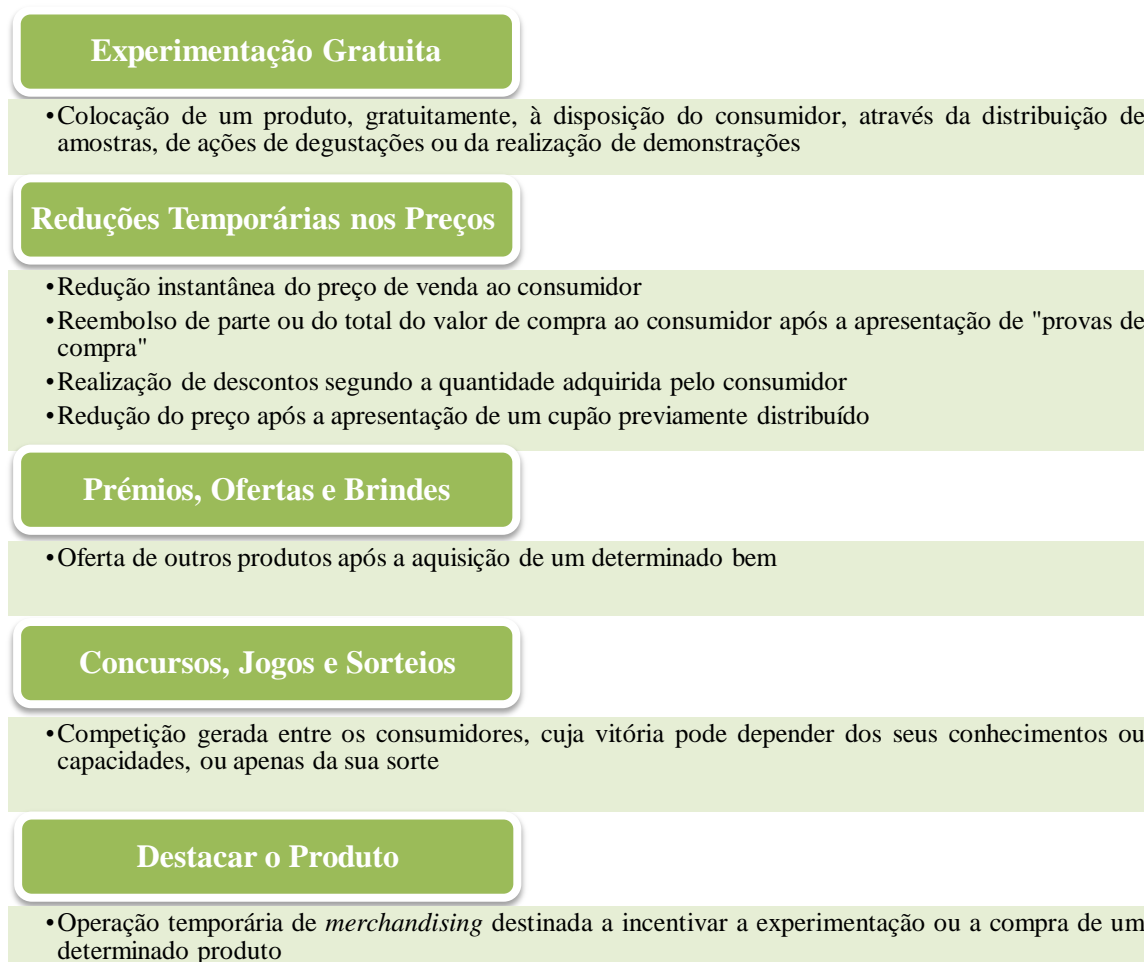 Experimentação Gratuita
•Colocação de um produto, gratuitamente, à disposição do consumidor, através da distribuição de
amostras, de ações de degustações ou da realização de demonstrações
Reduções Temporárias nos Preços
•Redução instantânea do preço de venda ao consumidor
•Reembolso de parte ou do total do valor de compra ao consumidor após a apresentação de "provas de
compra"
•Realização de descontos segundo a quantidade adquirida pelo consumidor
•Redução do preço após a apresentação de um cupão previamente distribuído
Prémios, Ofertas e Brindes
•Oferta de outros produtos após a aquisição de um determinado bem
Concursos, Jogos e Sorteios
•Competição gerada entre os consumidores, cuja vitória pode depender dos seus conhecimentos ou
capacidades, ou apenas da sua sorte
Destacar o Produto
•Operação temporária de merchandising destinada a incentivar a experimentação ou a compra de um
determinado produto